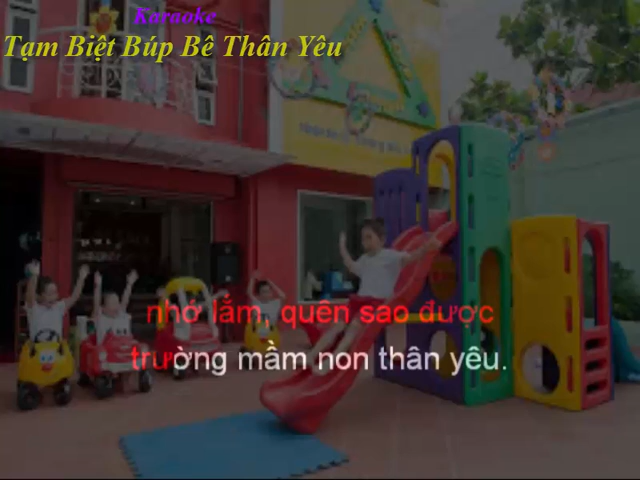 Karaoke
Tạm Biệt Búp Bê Thân Yêu
nhớ lắm, quên sao được
trường mầm non thân yêu.